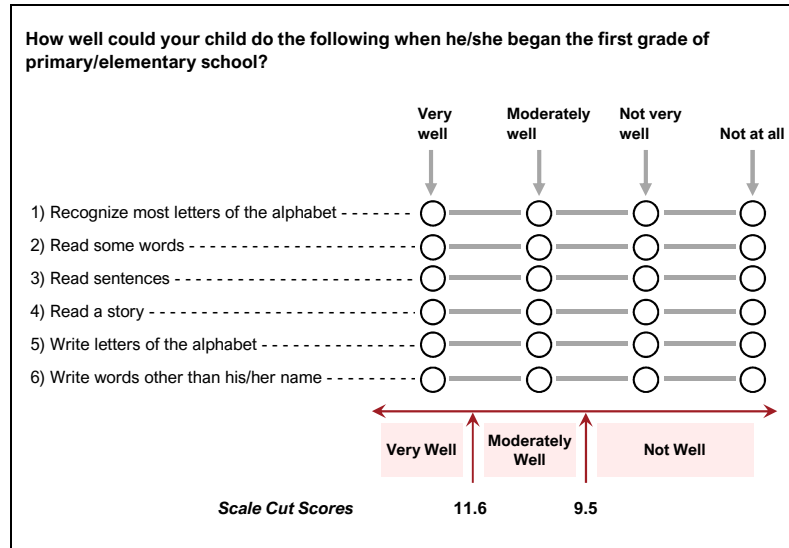 How well could your child do the following when he/she began the first grade of
primary/elementary school?
Very well
Moderately well
Not very well
Not at all
1) Recognize most letters of the alphabet
2) Read some words
3) Read sentences
4) Read a story
5) Write letters of the alphabet
6) Write words other than his/her name
Very Well
Moderately Well
Not Well
Scale Cut Scores 11.6 9.5